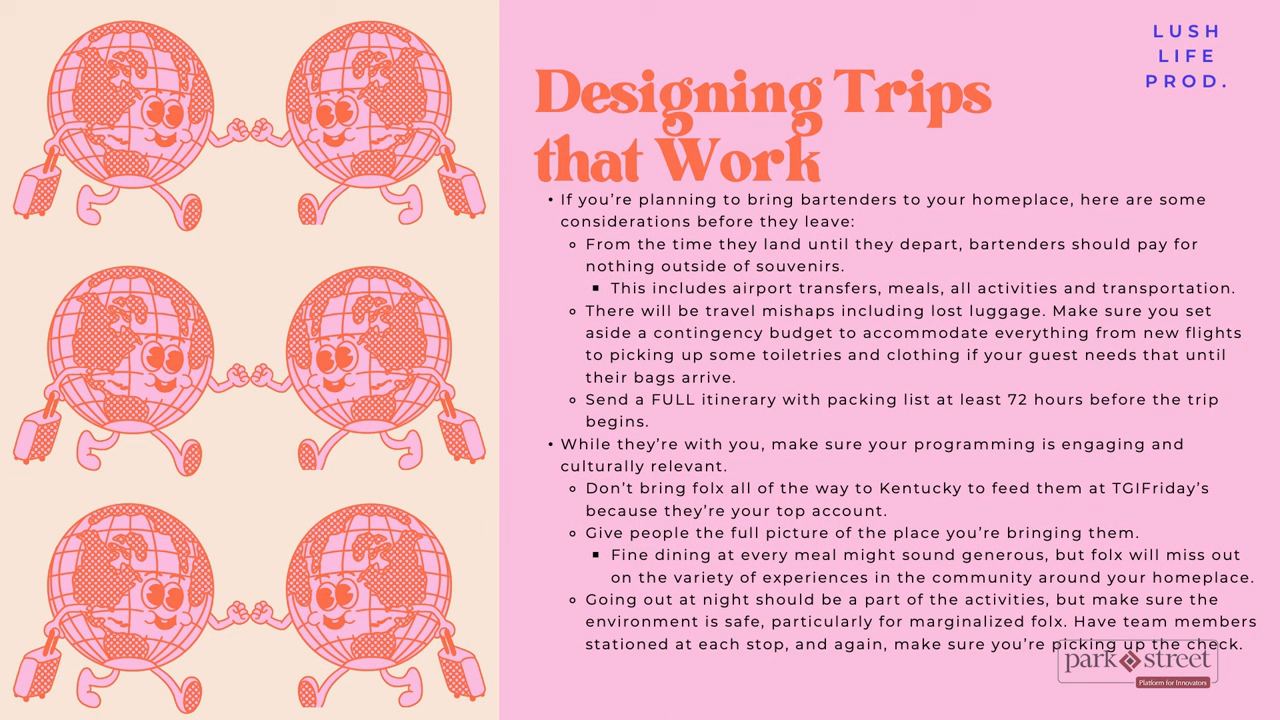 LUSH
LIFE
PROD.
Designing Trips
that Work
• If you're planning to bring bartenders to your homeplace, here are some
considerations before they leave:
◦ From the time they land until they depart, bartenders should pay for
nothing outside of souvenirs.
▪ This includes airport transfers, meals, all activities and transportation.
◦ There will be travel mishaps including lost luggage. Make sure you set
aside a contingency budget to accommodate everything from new flights
to picking up some toiletries and clothing if your guest needs that until
their bags arrive.
◦ Send a FULL itinerary with packing list at least 72 hours before the trip
begins.
• While they're with you, make sure your programming is engaging and
culturally relevant.
◦ Don't bring folx all of the way to Kentucky to feed them at TGIFriday's
because they're your top account.
◦ Give people the full picture of the place you're bringing them.
▪ Fine dining at every meal might sound generous, but folx will miss out
on the variety of experiences in the community around your homeplace.
◦ Going out at night should be a part of the activities, but make sure the
environment is safe, particularly for marginalized folx. Have team members
stationed at each stop, and again, make sure you're picking up the check.
park street
Platform for Innovators